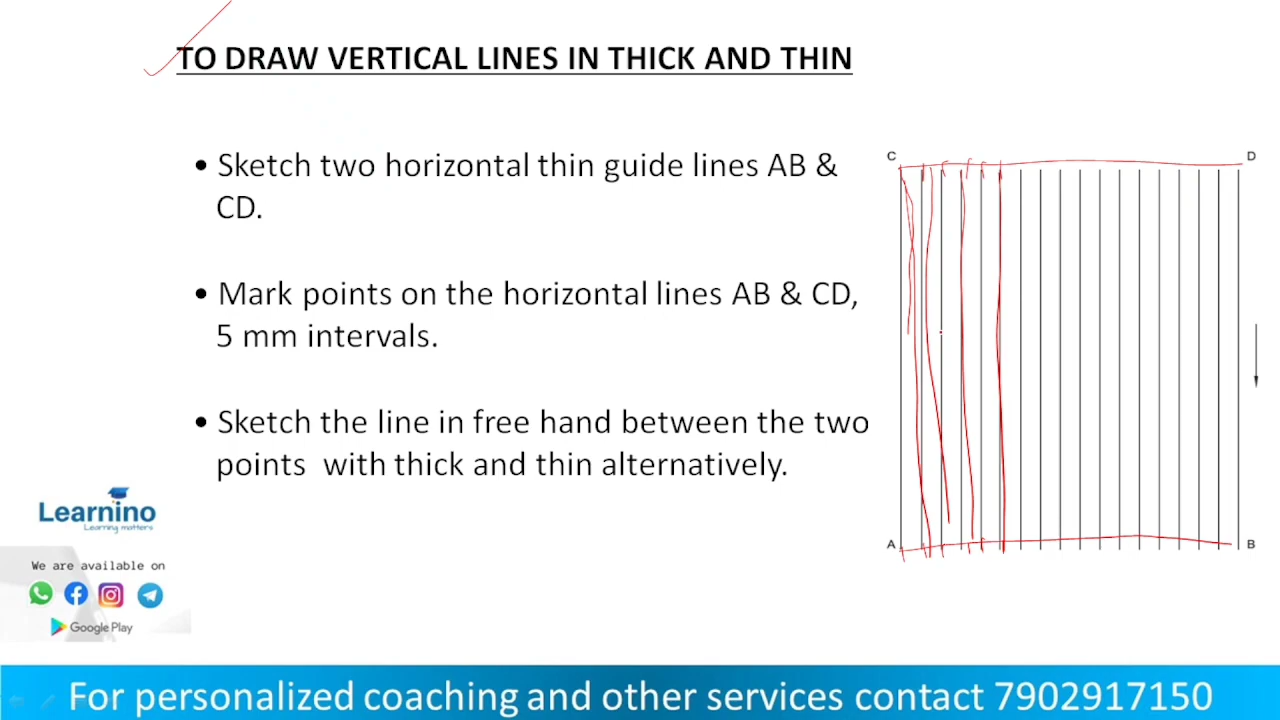 TO DRAW VERTICAL LINES IN THICK AND THIN
• Sketch two horizontal thin guide lines AB &
CD.
• Mark points on the horizontal lines AB & CD,
5 mm intervals.
• Sketch the line in free hand between the two
points with thick and thin alternatively.
C
D
A
B
Learnino
Learning matters
We are available on
Google Play
For personalized coaching and other services contact 7902917150